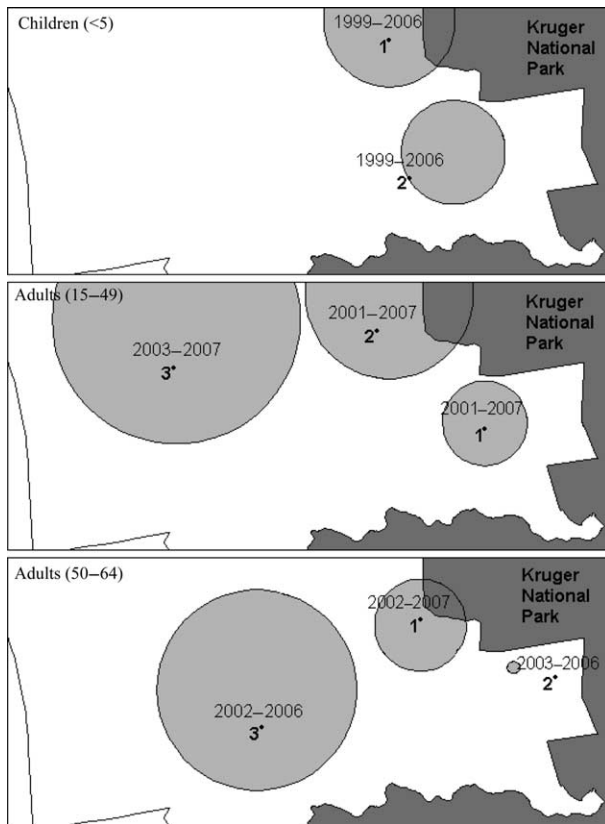 Children (<5)
1999–2006
1
Kruger
National
Park
1999–2006
2
Adults (15–49)
2001–2007
2
Kruger
National
Park
2003–2007
3
2001–2007
1
Adults (50–64)
2002–2007
1
Kruger
National
Park
2003–2006
2
2002–2006
3